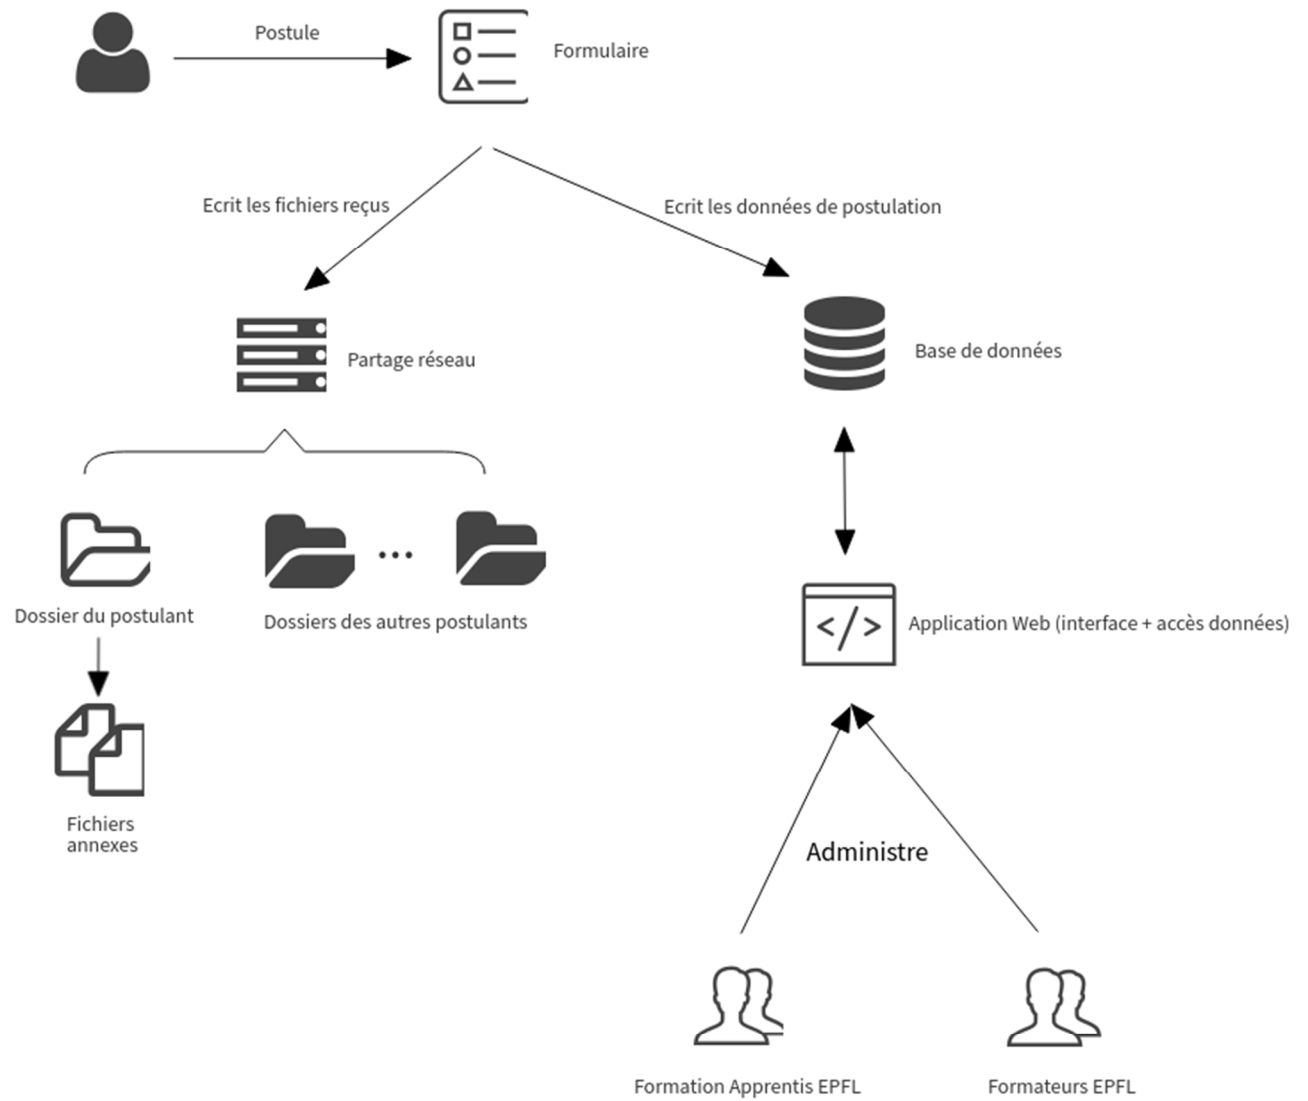 Postule
Formulaire
Ecrit les fichiers reçus
Ecrit les données de postulation
Partage réseau
Base de données
Dossier du postulant
Dossiers des autres postulants
Application Web (interface + accès données)
Fichiers
annexes
Administre
Formation Apprentis EPFL
Formateurs EPFL